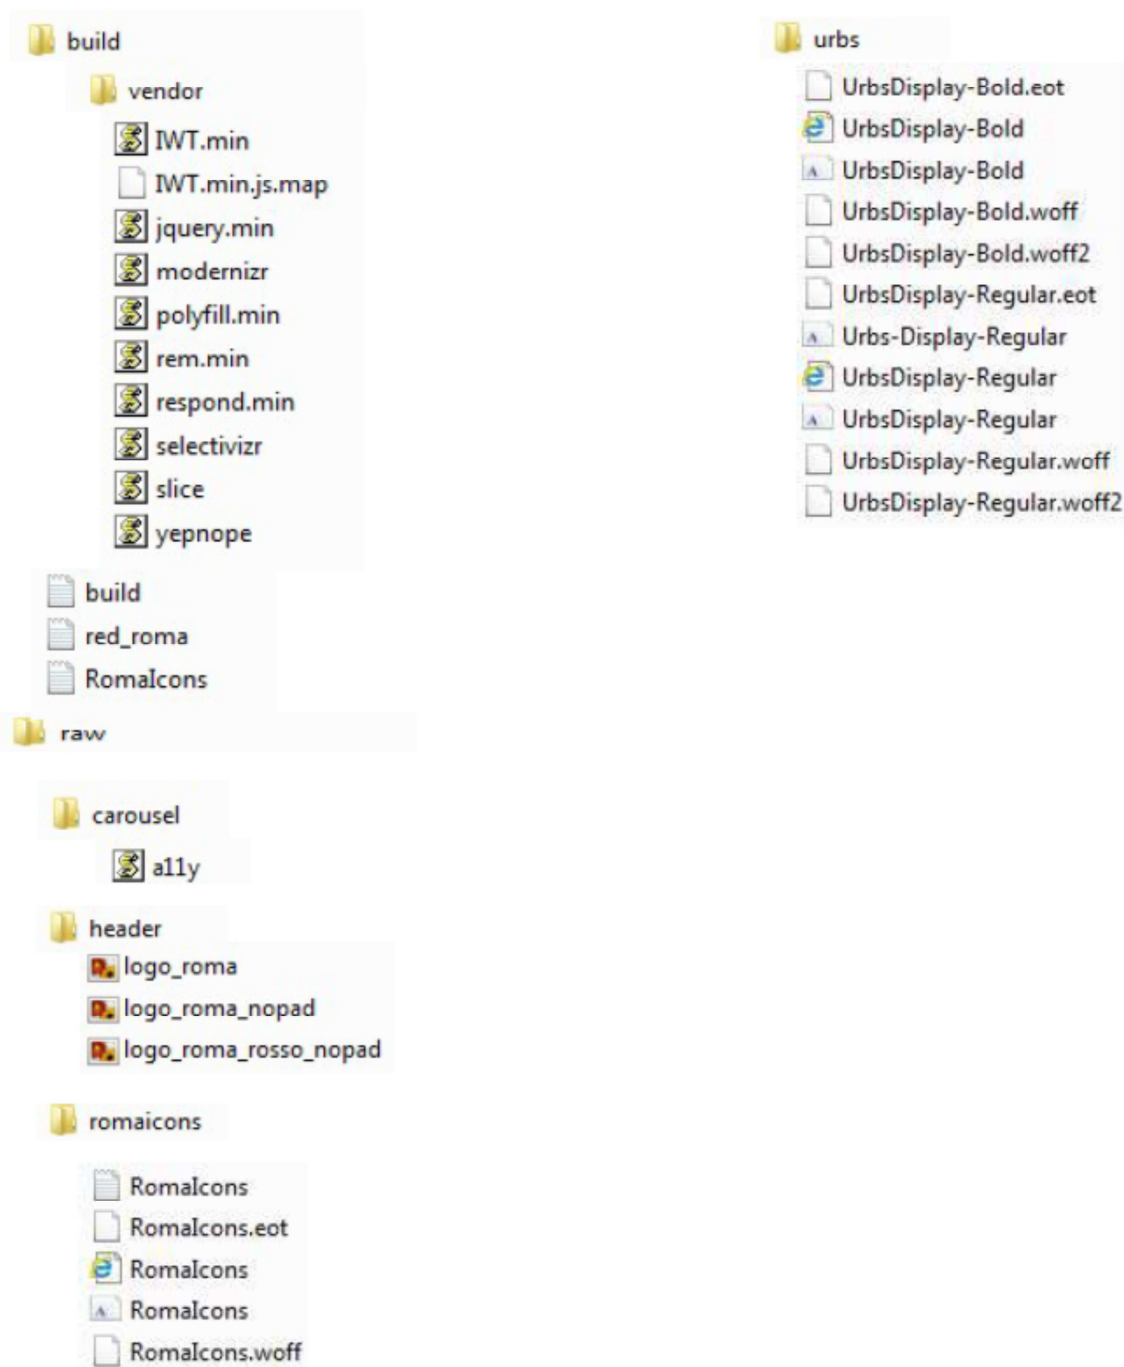 build
vendor
IWT.min
IWT.min.js.map
jquery.min
modernizr
polyfill.min
rem.min
respond.min
selectivizr
slice
yepnope
build
red_roma
RomaIcons
raw
carousel
a11y
header
logo_roma
logo_roma_nopad
logo_roma_rosso_nopad
romaicons
RomaIcons
RomaIcons.eot
RomaIcons
RomaIcons
RomaIcons.woff
urbs
UrbsDisplay-Bold.eot
UrbsDisplay-Bold
UrbsDisplay-Bold
UrbsDisplay-Bold.woff
UrbsDisplay-Bold.woff2
UrbsDisplay-Regular.eot
Urbs-Display-Regular
UrbsDisplay-Regular
UrbsDisplay-Regular
UrbsDisplay-Regular.woff
UrbsDisplay-Regular.woff2